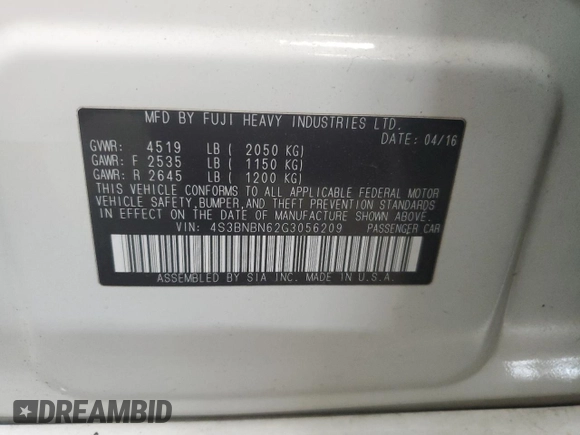 MFD BY FUJI HEAVY INDUSTRIES LTD.
DATE: 04/16
GVWR: 4519 LB ( 2050 KG)
GAWR: F 2535 LB ( 1150 KG)
GAWR: R 2645 LB ( 1200 KG)
THIS VEHICLE CONFORMS TO ALL APPLICABLE FEDERAL MOTOR
VEHICLE SAFETY, BUMPER, AND THEFT PREVENTION STANDARDS
IN EFFECT ON THE DATE OF MANUFACTURE SHOWN ABOVE.
VIN: 4S3BNBN62G3056209 PASSENGER CAR
ASSEMBLED BY SIA INC. MADE IN U.S.A.
DREAMBID